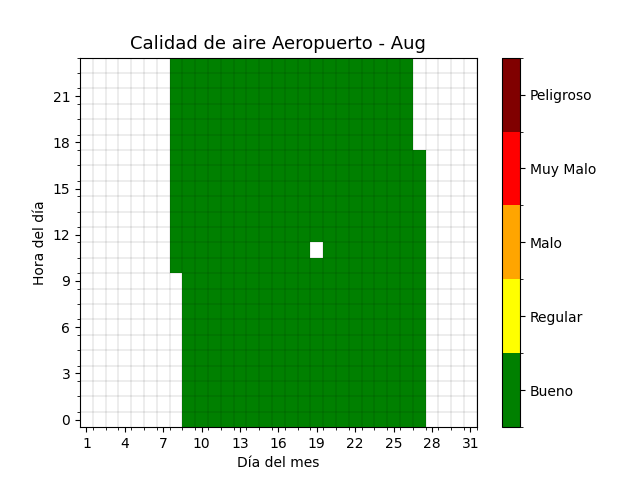 Calidad de aire Aeropuerto - Aug
Hora del día
21
18
15
12
9
6
3
0
1 4 7 10 13 16 19 22 25 28 31
Día del mes
Peligroso
Muy Malo
Malo
Regular
Bueno